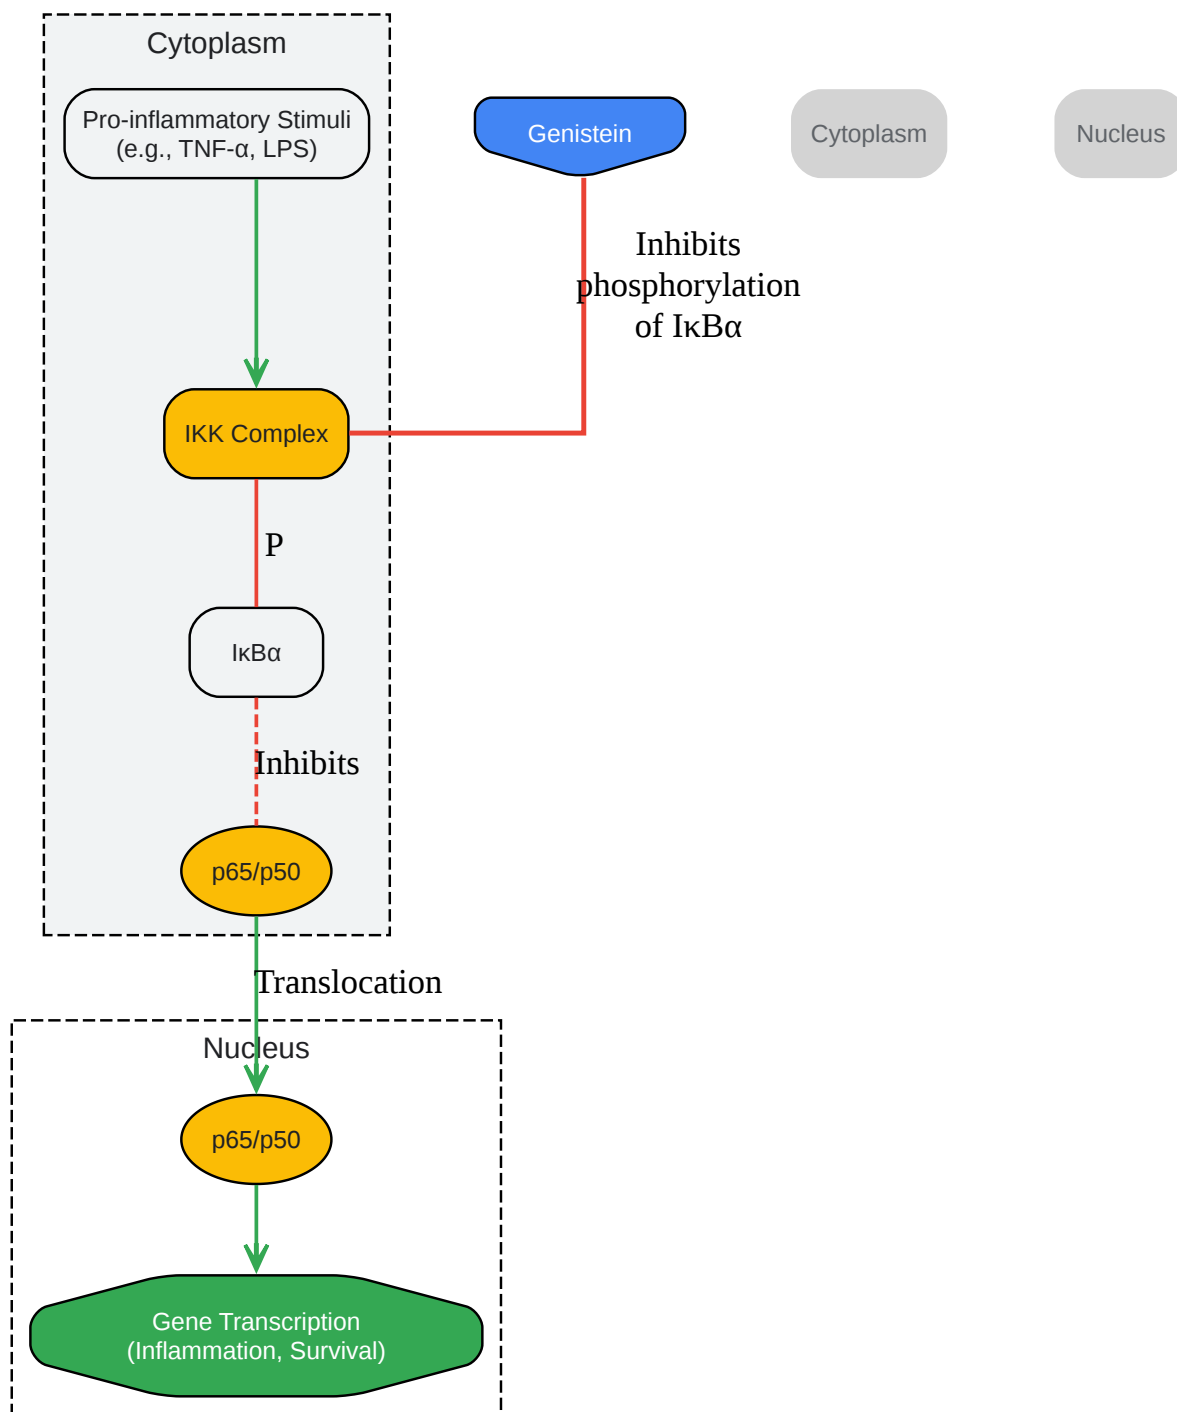 Cytoplasm
Pro-inflammatory Stimuli
(e.g., TNF-α, LPS)
Genistein
Cytoplasm
Nucleus
Inhibits
phosphorylation
of IκBα
IKK Complex
P
IκBα
Inhibits
p65/p50
Translocation
Nucleus
p65/p50
Gene Transcription
(Inflammation, Survival)